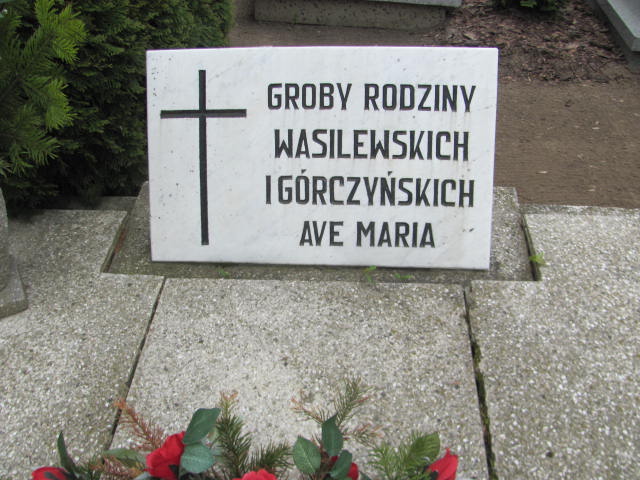 GROBY RODZINY
WASILEWSKICH
I GÓRCZYŃSKICH
AVE MARIA